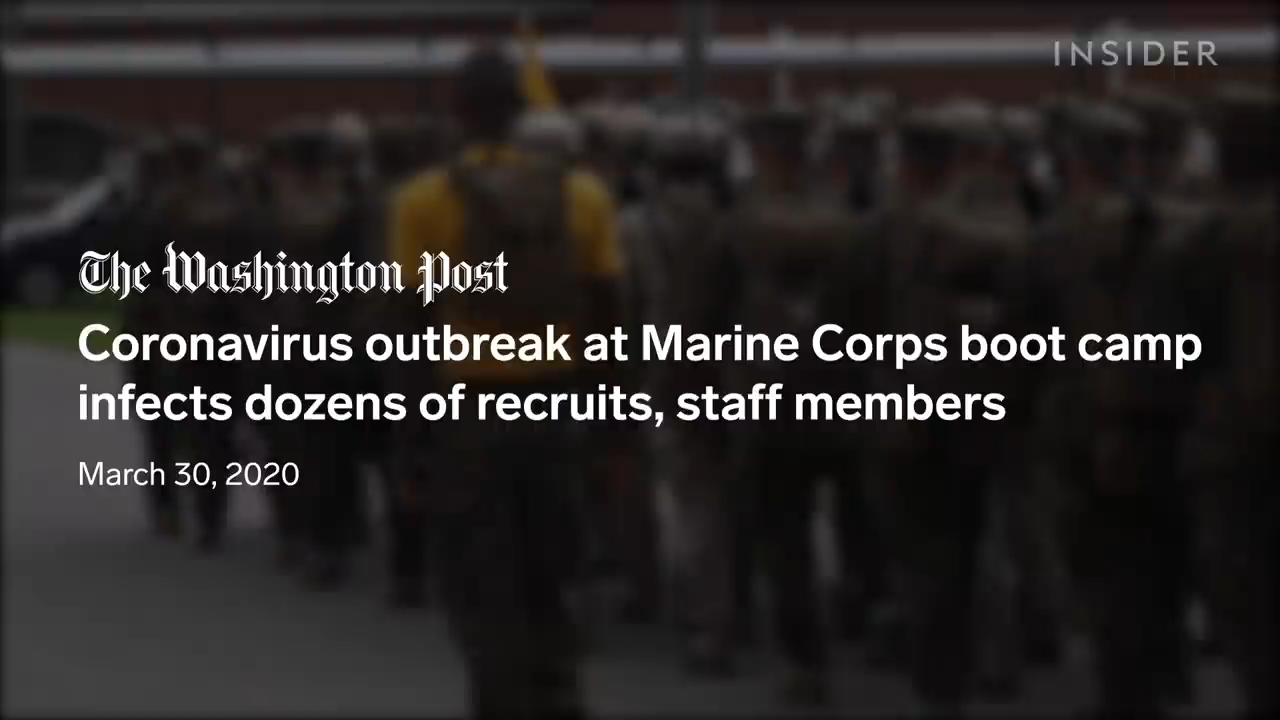 INSIDER
The Washington Post
Coronavirus outbreak at Marine Corps boot camp
infects dozens of recruits, staff members
March 30, 2020